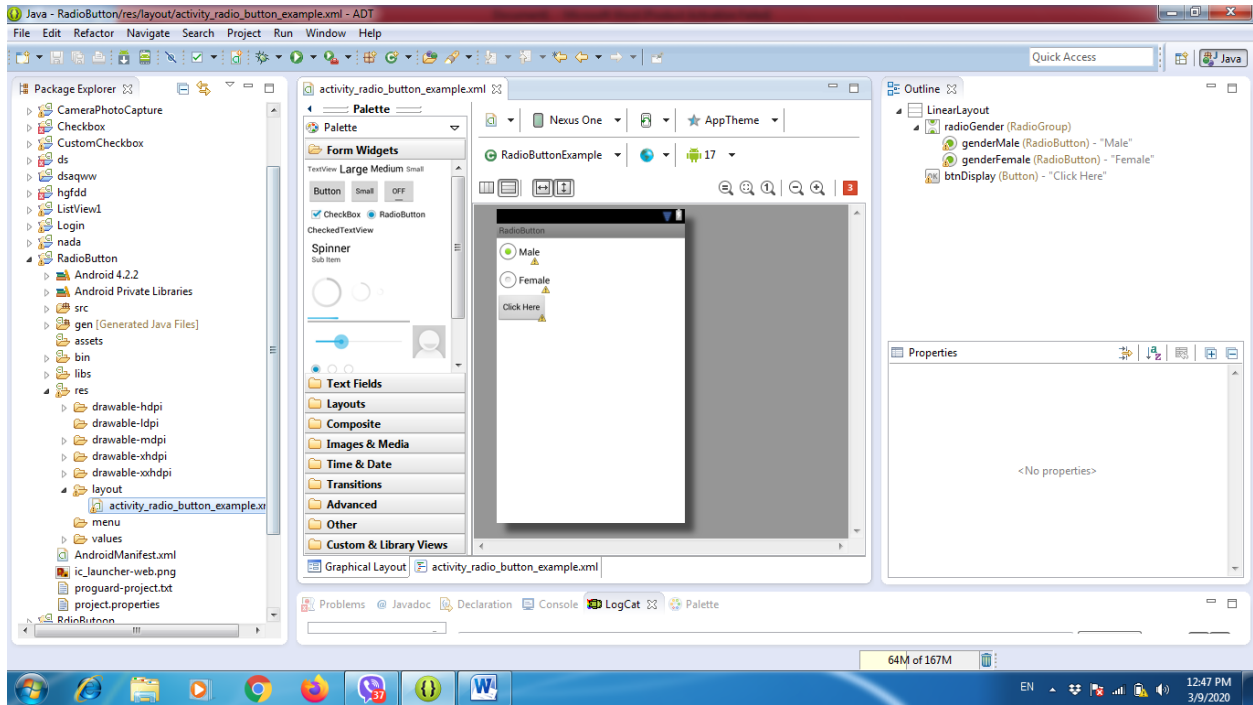 Java - RadioButton/res/layout/activity_radio_button_example.xml - ADT
File Edit Refactor Navigate Search Project Run Window Help
Quick Access
Java
Package Explorer
CameraPhotoCapture
Checkbox
CustomCheckbox
ds
dsaqww
hgfdd
ListView1
Login
nada
RadioButton
Android 4.2.2
Android Private Libraries
src
gen [Generated Java Files]
assets
bin
libs
res
drawable-hdpi
drawable-ldpi
drawable-mdpi
drawable-xhdpi
drawable-xxhdpi
layout
activity_radio_button_example.xr
menu
values
AndroidManifest.xml
ic_launcher-web.png
proguard-project.txt
project.properties
RdioButoon
activity_radio_button_example.xml
Palette
Palette
Form Widgets
TextView Large Medium Small
Button Small OFF
CheckBox RadioButton
CheckedTextView
Spinner
Sub Item
Text Fields
Layouts
Composite
Images & Media
Time & Date
Transitions
Advanced
Other
Custom & Library Views
Nexus One AppTheme
RadioButtonExample 17
1
3
RadioButton
Male
Female
Click Here
Graphical Layout activity_radio_button_example.xml
Outline
LinearLayout
radioGender (RadioGroup)
genderMale (RadioButton) - "Male"
genderFemale (RadioButton) - "Female"
OK btnDisplay (Button) - "Click Here"
Properties
<No properties>
Problems @ Javadoc Declaration Console LogCat Palette
64M of 167M
37
W
EN
12:47 PM
3/9/2020